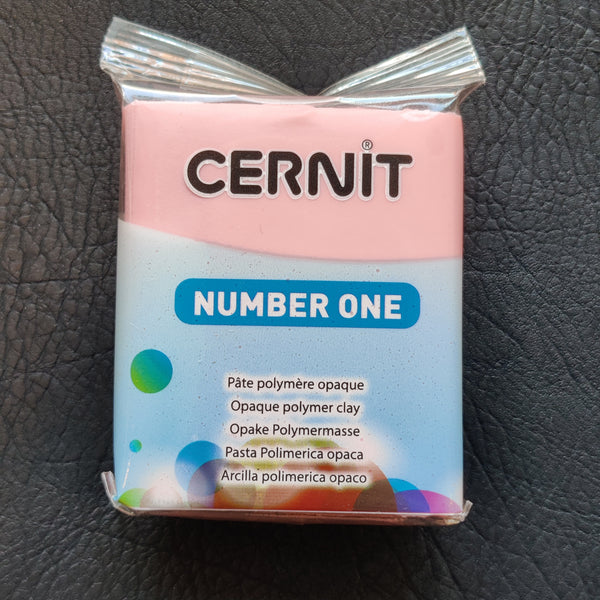 CERNiT®
NUMBER ONE
Pâte polymère opaque
Opaque polymer clay
Opake Polymermasse
Pasta Polimerica opaca
Arcilla polimerica opaco